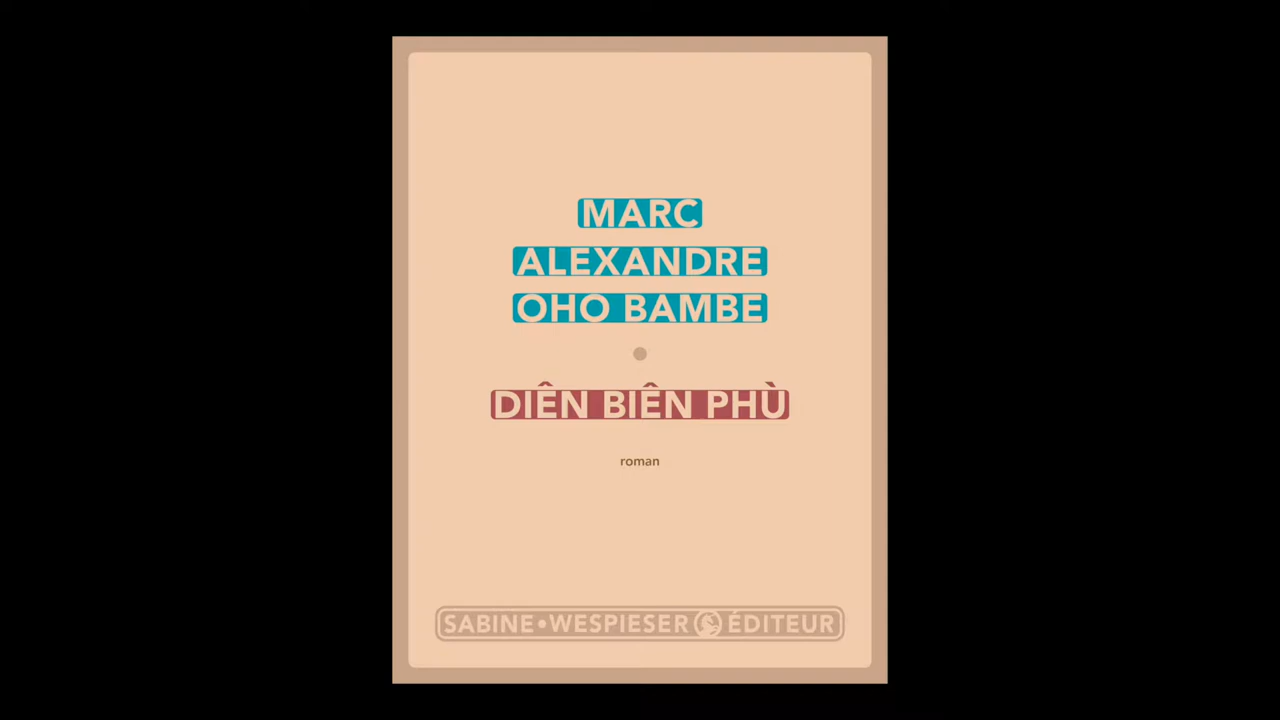 MARC
ALEXANDRE
OHO BAMBE
DIÊN BIÊN PHÙ
roman
SABINE•WESPIESER ÉDITEUR